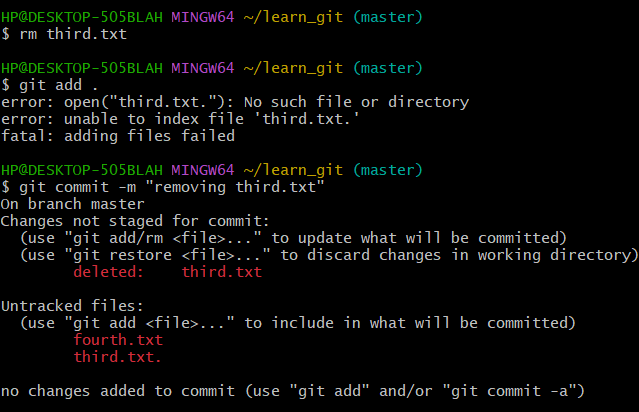 HP@DESKTOP-505BLAH MINGW64 ~/learn_git (master)
$ rm third.txt
HP@DESKTOP-505BLAH MINGW64 ~/learn_git (master)
$ git add .
error: open("third.txt."): No such file or directory
error: unable to index file 'third.txt.'
fatal: adding files failed
HP@DESKTOP-505BLAH MINGW64 ~/learn_git (master)
$ git commit -m "removing third.txt"
On branch master
Changes not staged for commit:
  (use "git add/rm <file>..." to update what will be committed)
  (use "git restore <file>..." to discard changes in working directory)
        deleted:    third.txt
Untracked files:
  (use "git add <file>..." to include in what will be committed)
        fourth.txt
        third.txt.
no changes added to commit (use "git add" and/or "git commit -a")